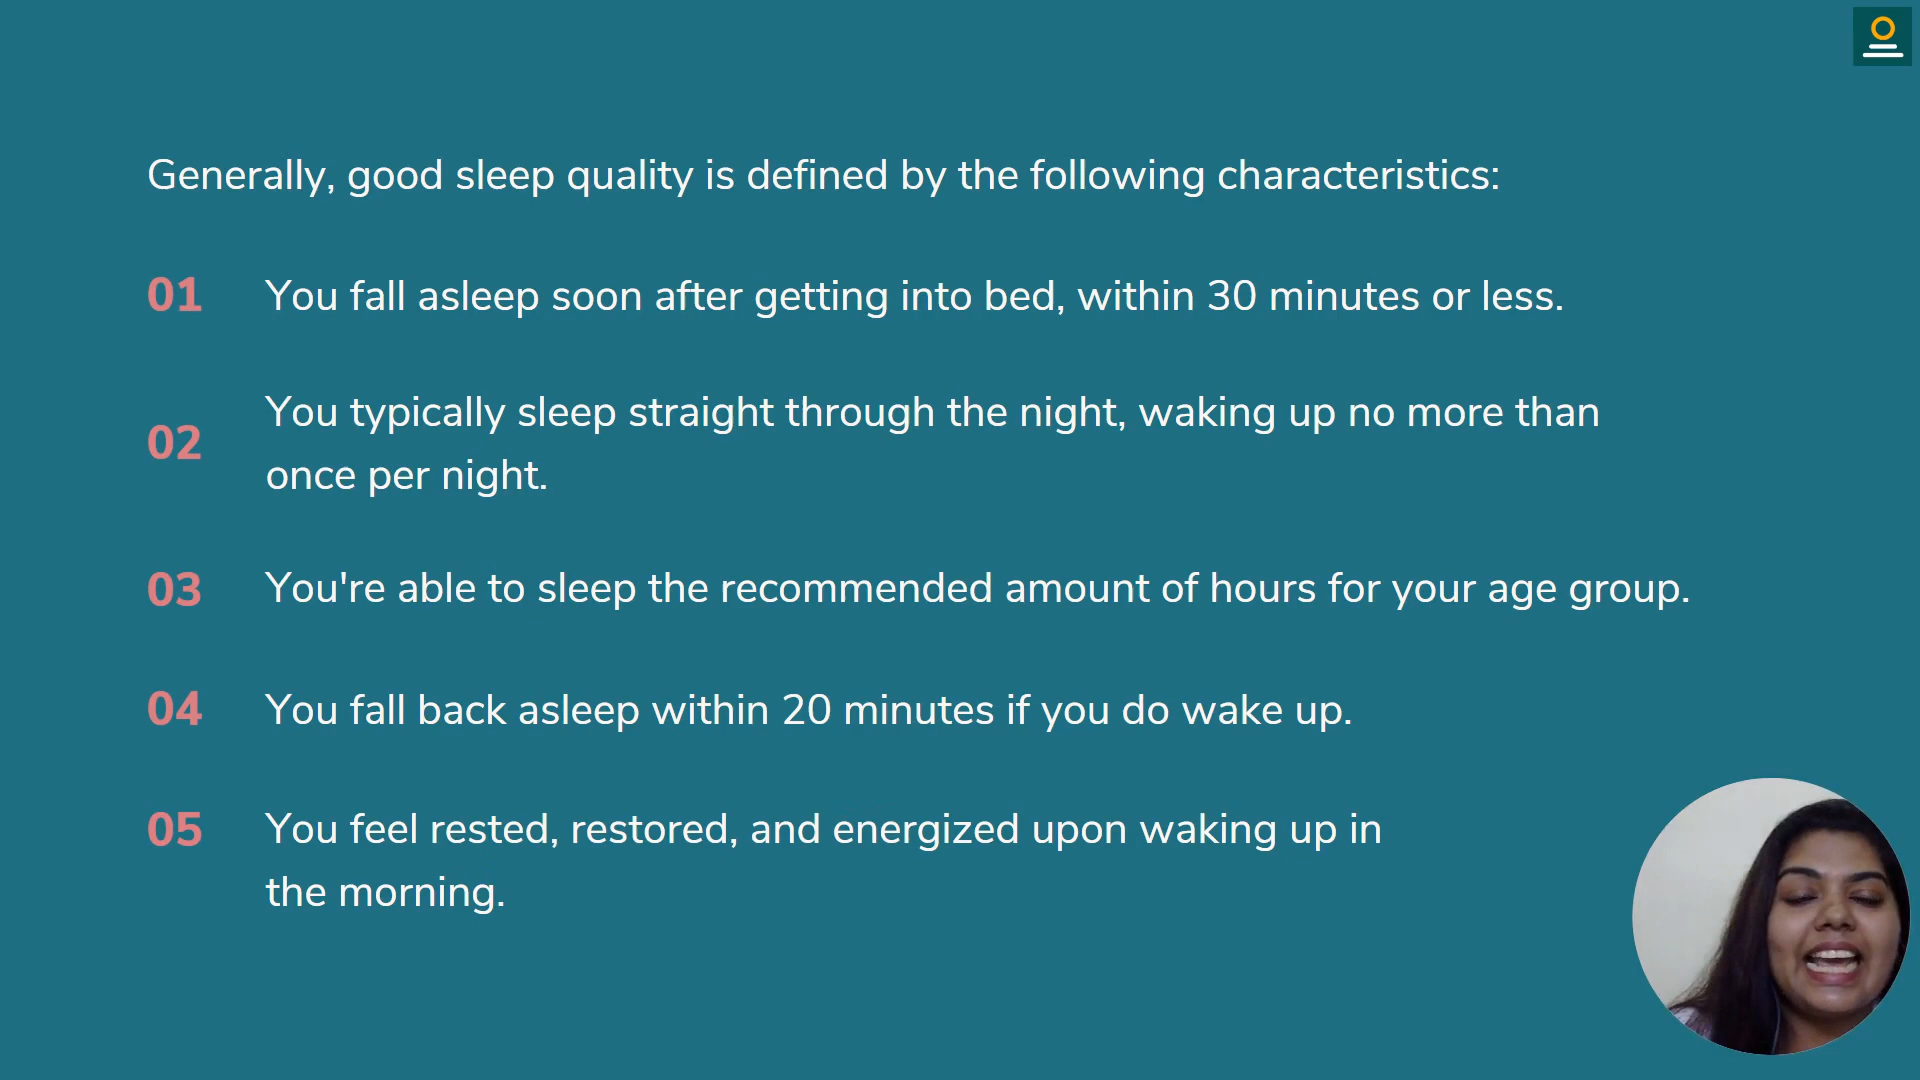 Generally, good sleep quality is defined by the following characteristics:
01 You fall asleep soon after getting into bed, within 30 minutes or less.
02 You typically sleep straight through the night, waking up no more than
once per night.
03 You're able to sleep the recommended amount of hours for your age group.
04 You fall back asleep within 20 minutes if you do wake up.
05 You feel rested, restored, and energized upon waking up in
the morning.